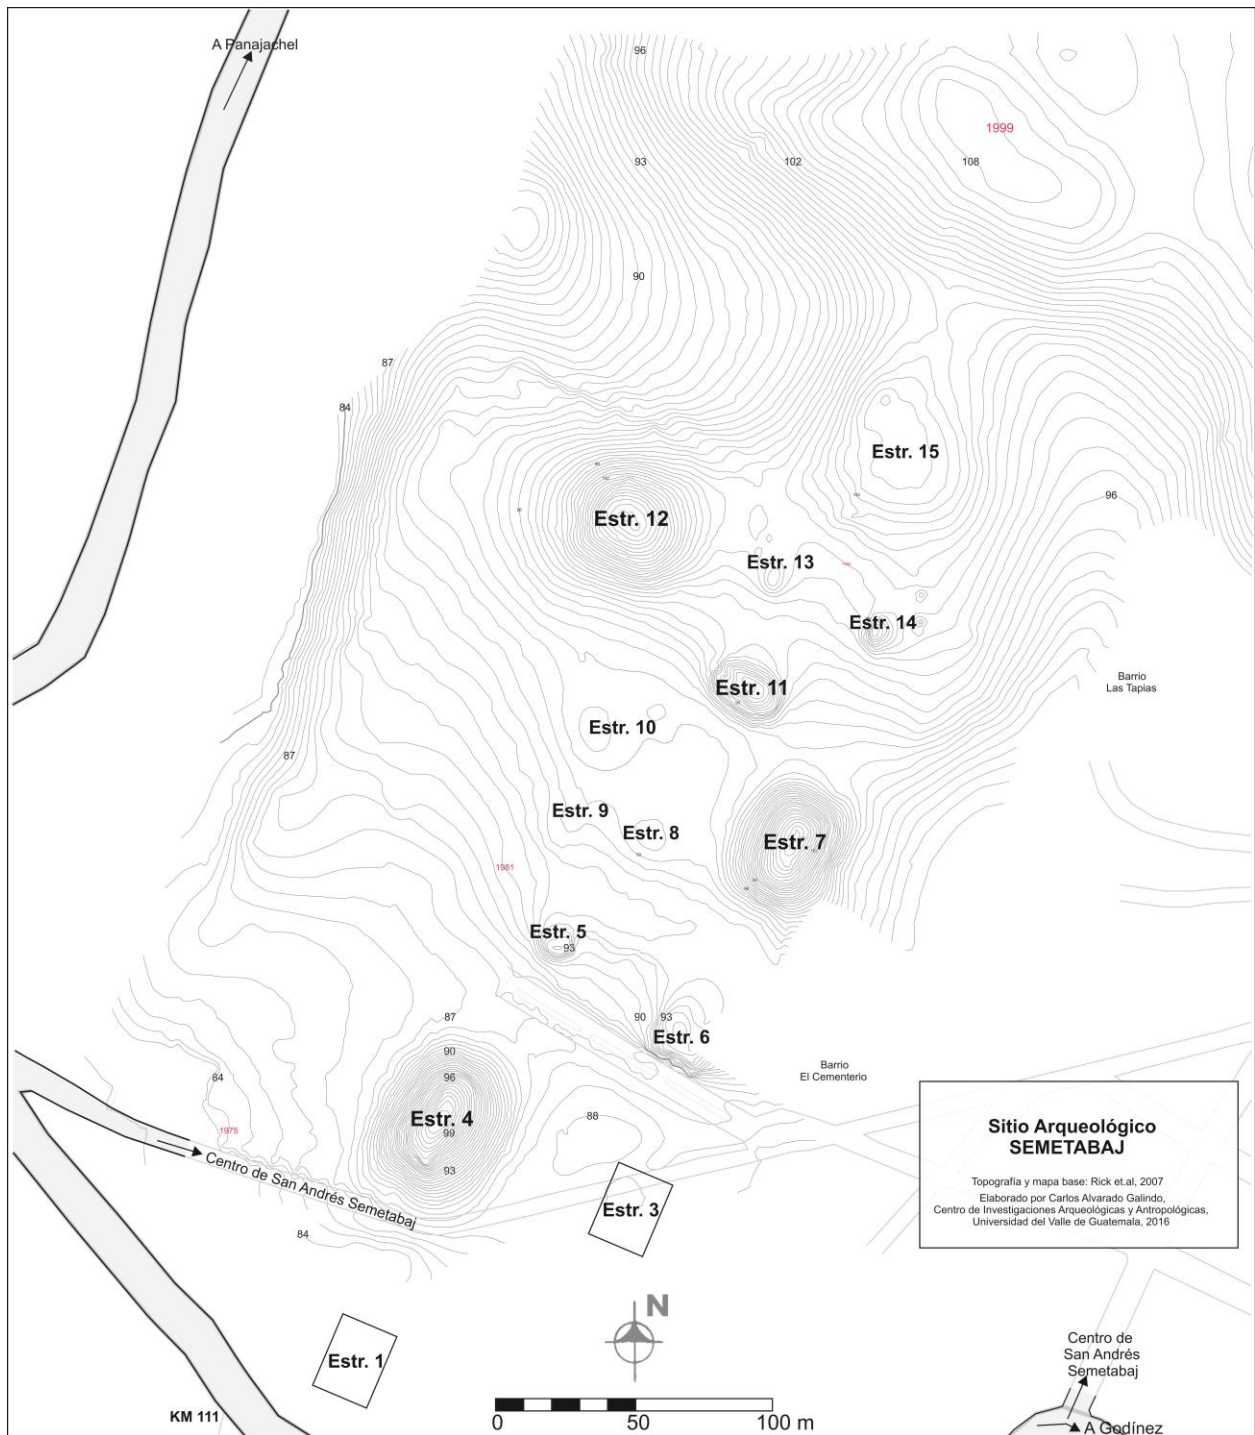 A Panajachel
96
1999
93
102
108
90
87
84
Estr. 15
96
Estr. 12
Estr. 13
Estr. 14
Barrio
Las Tapias
Estr. 11
Estr. 10
87
Estr. 9
Estr. 8
Estr. 7
1981
Estr. 5
93
87
90
93
Estr. 6
90
96
Barrio
El Cementerio
84
Estr. 4
88
1975
99
93
Centro de San Andrés Semetabaj
84
Estr. 3
Sitio Arqueológico
SEMETABAJ
Topografía y mapa base: Rick et.al, 2007
Elaborado por Carlos Alvarado Galindo,
Centro de Investigaciones Arqueológicas y Antropológicas,
Universidad del Valle de Guatemala, 2016
N
Estr. 1
Centro de
San Andrés
Semetabaj
KM 111
0 50 100 m
A Godínez